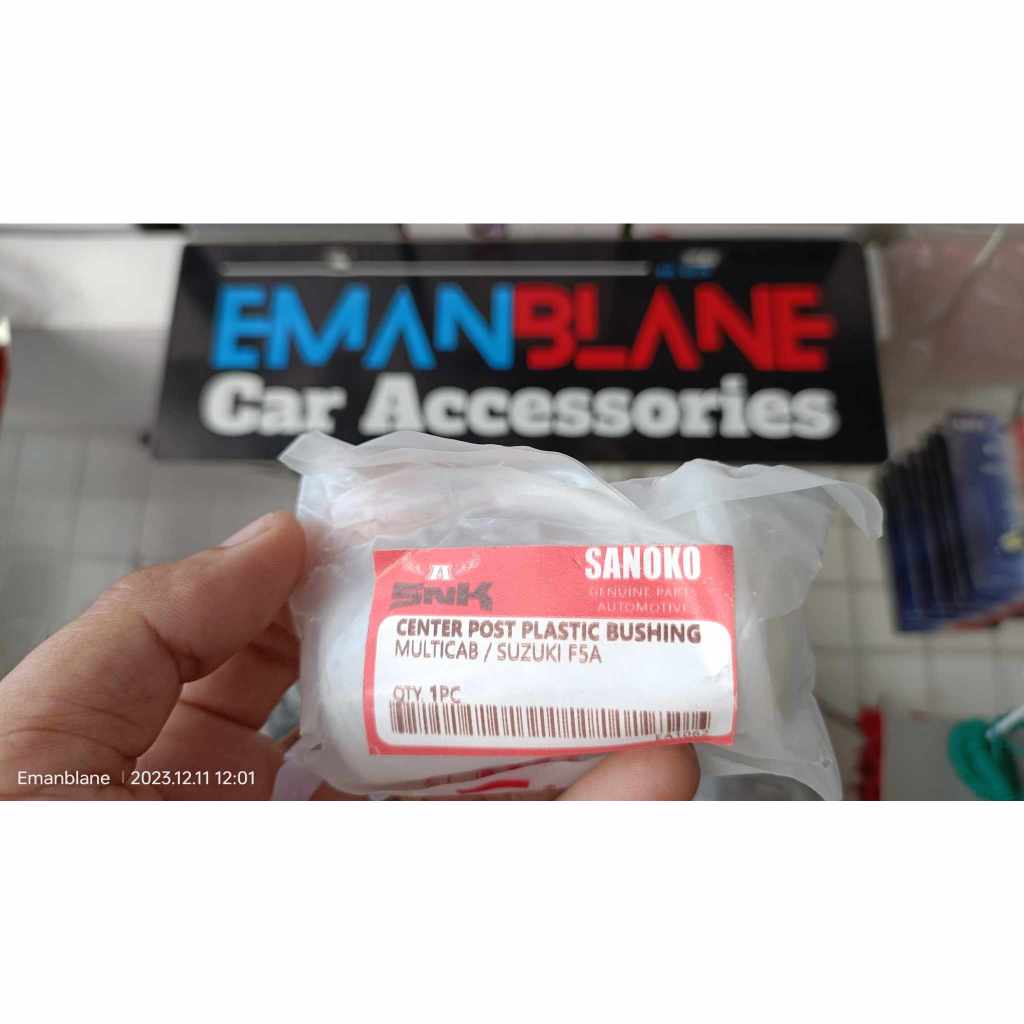 EMANBLANE
Car Accessories
A
SNK
SANOKO
GENUINE PARTS
AUTOMOTIVE
CENTER POST PLASTIC BUSHING
MULTICAB / SUZUKI F5A
QTY. 1PC
Emanblane | 2023.12.11 12:01